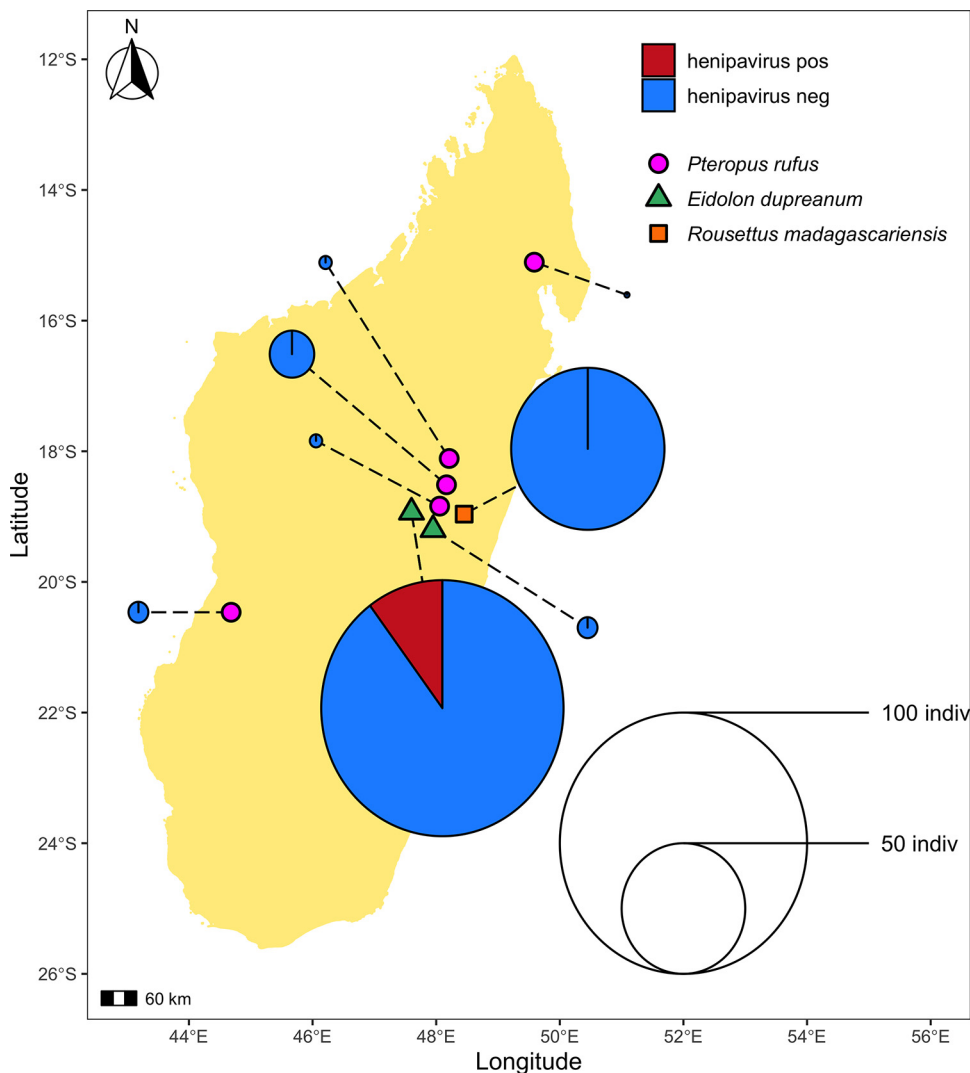 N
henipavirus pos
henipavirus neg
Pteropus rufus
Eidolon dupreanum
Rousettus madagascariensis
12°S
14°S
16°S
18°S
20°S
22°S
24°S
26°S
Latitude
100 indiv
50 indiv
60 km
44°E
46°E
48°E
50°E
52°E
54°E
56°E
Longitude